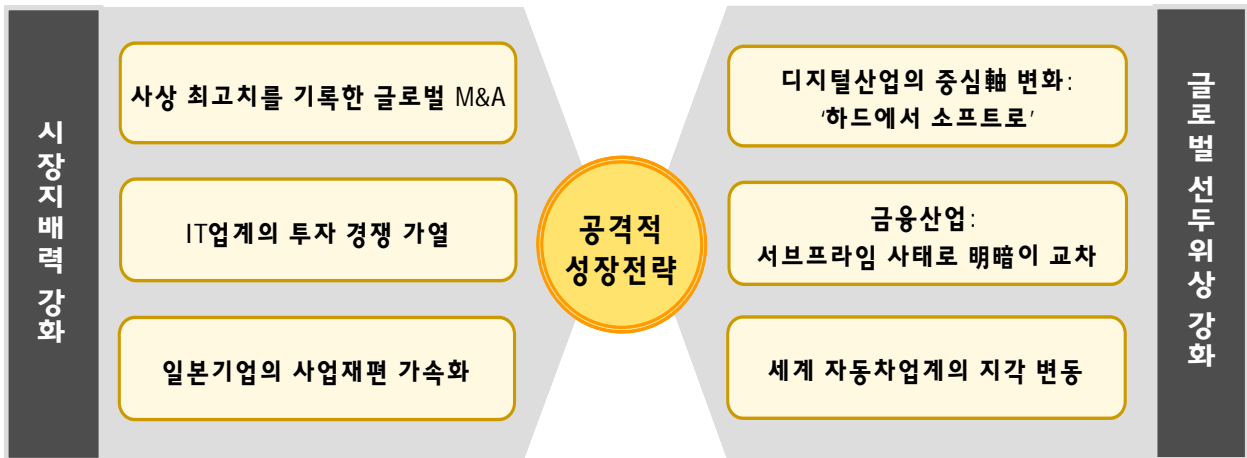 시장지배력 강화
사상 최고치를 기록한 글로벌 M&A
IT업계의 투자 경쟁 가열
일본기업의 사업재편 가속화
공격적
성장전략
디지털산업의 중심軸 변화:
‘하드에서 소프트로’
금융산업:
서브프라임 사태로 明暗이 교차
세계 자동차업계의 지각 변동
글로벌 선두위상 강화